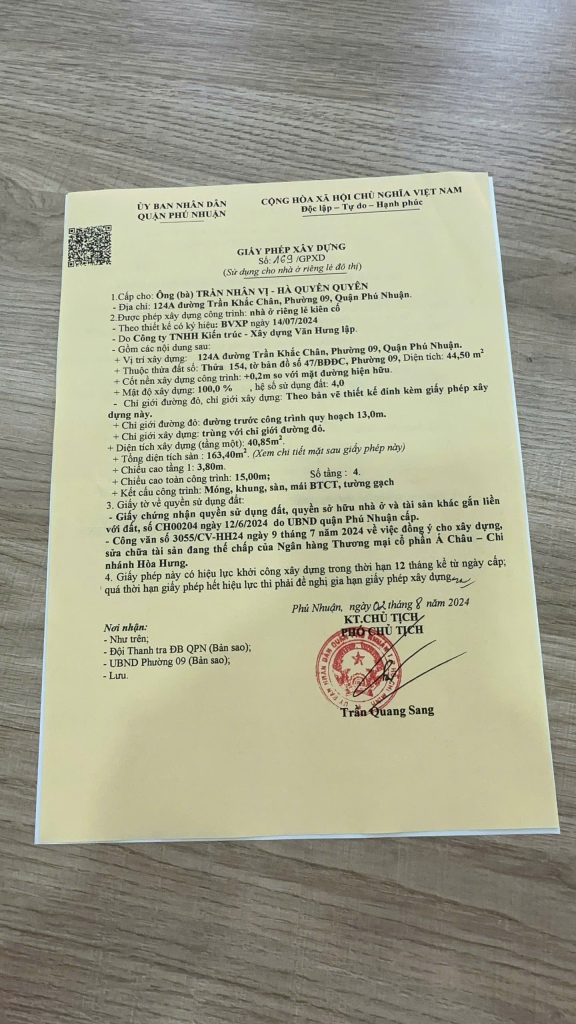 ỦY BAN NHÂN DÂN
QUẬN PHÚ NHUẬN
CỘNG HÒA XÃ HỘI CHỦ NGHĨA VIỆT NAM
Độc lập – Tự do – Hạnh phúc
GIẤY PHÉP XÂY DỰNG
Số: 169 /GPXD
(Sử dụng cho nhà ở riêng lẻ đô thị)
1.Cấp cho: Ông (bà) TRẦN NHÂN VỊ - HÀ QUYÊN QUYÊN
- Địa chỉ: 124A đường Trần Khắc Chân, Phường 09, Quận Phú Nhuận.
2.Được phép xây dựng công trình: nhà ở riêng lẻ kiên cố
- Theo thiết kế có ký hiệu: BVXP ngày 14/07/2024
- Do Công ty TNHH Kiến trúc - Xây dựng Văn Hưng lập.
- Gồm các nội dung sau:
+ Vị trí xây dựng: 124A đường Trần Khắc Chân, Phường 09, Quận Phú Nhuận.
+ Thuộc thửa đất số: Thửa 154, tờ bản đồ số 47/BĐĐC, Phường 09, Diện tích: 44,50 m²
+ Cốt nền xây dựng công trình: +0,2m so với mặt đường hiện hữu.
+ Mật độ xây dựng: 100,0 % , hệ số sử dụng đất: 4,0
- Chỉ giới đường đỏ, chỉ giới xây dựng: Theo bản vẽ thiết kế đính kèm giấy phép xây
dựng này.
+ Chỉ giới đường đỏ: đường trước công trình quy hoạch 13,0m.
+ Chỉ giới xây dựng: trùng với chỉ giới đường đỏ.
+ Diện tích xây dựng (tầng một): 40,85m².
+ Tổng diện tích sàn : 163,40m². (Xem chi tiết mặt sau giấy phép này)
+ Chiều cao tầng 1: 3,80m.
+ Chiều cao toàn công trình: 15,00m; Số tầng : 4.
+ Kết cấu công trình: Móng, khung, sàn, mái BTCT, tường gạch
3. Giấy tờ về quyền sử dụng đất:
- Giấy chứng nhận quyền sử dụng đất, quyền sở hữu nhà ở và tài sản khác gắn liền
với đất, số CH00204 ngày 12/6/2024 do UBND quận Phú Nhuận cấp.
- Công văn số 3055/CV-HH24 ngày 9 tháng 7 năm 2024 về việc đồng ý cho xây dựng,
sửa chữa tài sản đang thế chấp của Ngân hàng Thương mại cổ phần Á Châu – Chi
nhánh Hòa Hưng.
4. Giấy phép này có hiệu lực khởi công xây dựng trong thời hạn 12 tháng kể từ ngày cấp;
quá thời hạn giấy phép hết hiệu lực thì phải đề nghị gia hạn giấy phép xây dựng
Phú Nhuận, ngày 02 tháng 8 năm 2024
KT.CHỦ TỊCH
PHÓ CHỦ TỊCH
Nơi nhận:
- Như trên;
- Đội Thanh tra ĐB QPN (Bản sao);
- UBND Phường 09 (Bản sao);
- Lưu.
Trần Quang Sang